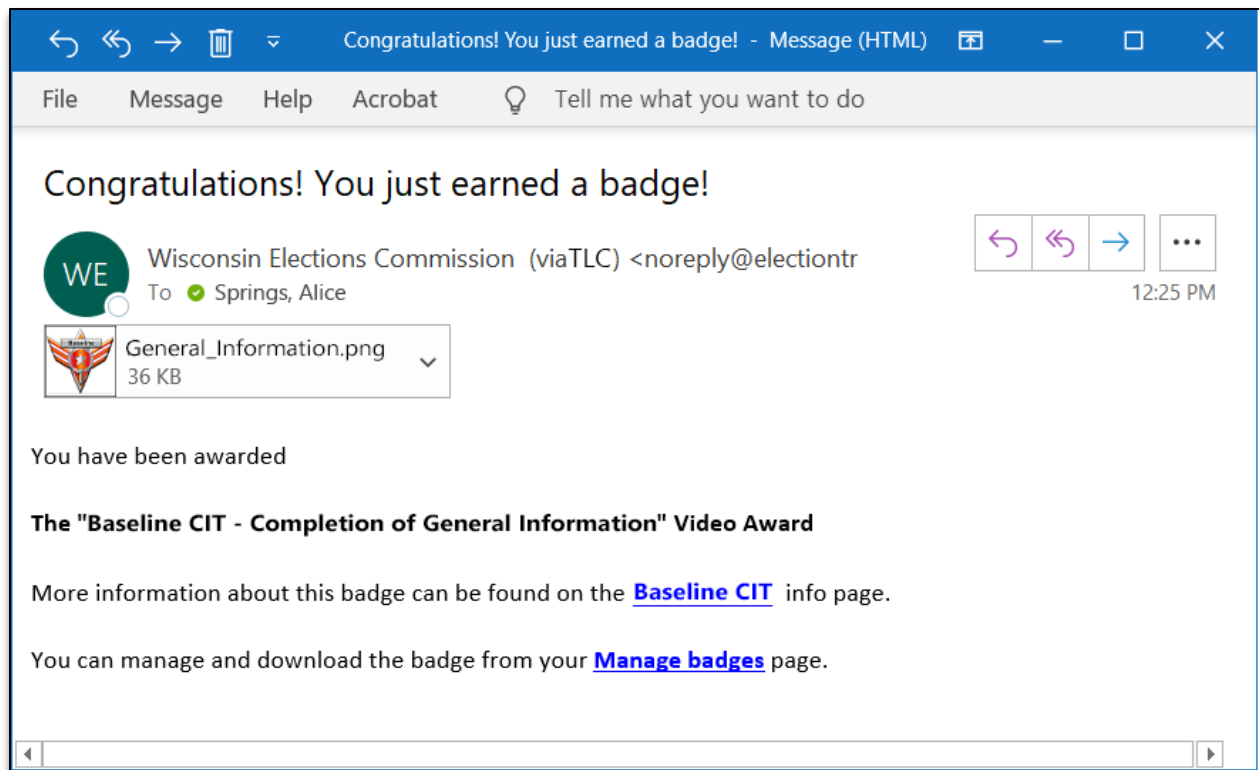 Congratulations! You just earned a badge! - Message (HTML)
File Message Help Acrobat Tell me what you want to do
Congratulations! You just earned a badge!
WE
Wisconsin Elections Commission (viaTLC) <noreply@electiontr
To Springs, Alice
12:25 PM
Baseline
General_Information.png
36 KB
You have been awarded
The "Baseline CIT - Completion of General Information" Video Award
More information about this badge can be found on the Baseline CIT info page.
You can manage and download the badge from your Manage badges page.